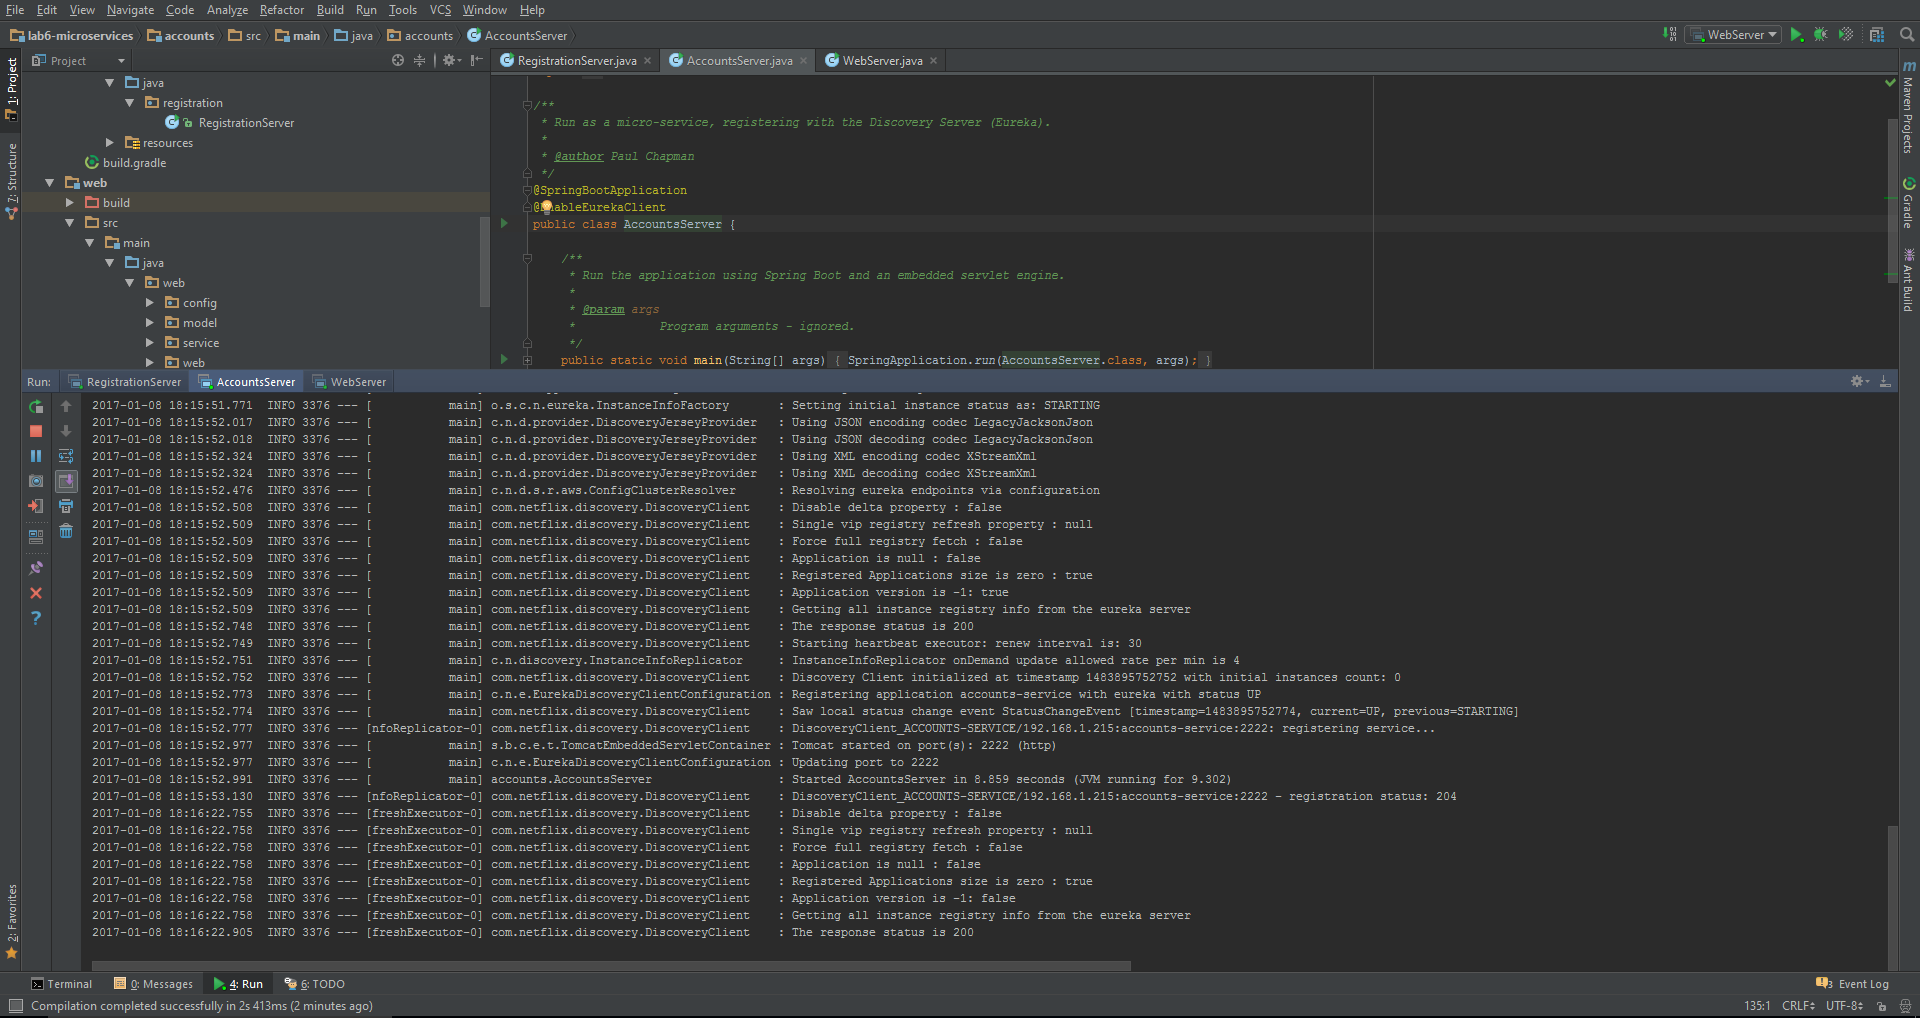 File Edit View Navigate Code Analyze Refactor Build Run Tools VCS Window Help
lab6-microservices accounts src main java accounts AccountsServer
WebServer
1: Project
7: Structure
2: Favorites
Project
java
registration
RegistrationServer
resources
build.gradle
web
build
src
main
java
web
config
model
service
web
RegistrationServer.java AccountsServer.java WebServer.java
/**
* Run as a micro-service, registering with the Discovery Server (Eureka).
*
* @author Paul Chapman
*/
@SpringBootApplication
@EnableEurekaClient
public class AccountsServer {
/**
* Run the application using Spring Boot and an embedded servlet engine.
*
* @param args
* Program arguments - ignored.
*/
public static void main(String[] args) { SpringApplication.run(AccountsServer.class, args); }
Maven Projects
Gradle
Ant Build
Run: RegistrationServer AccountsServer WebServer
2017-01-08 18:15:51.771 INFO 3376 --- [ main] o.s.c.n.eureka.InstanceInfoFactory : Setting initial instance status as: STARTING
2017-01-08 18:15:52.017 INFO 3376 --- [ main] c.n.d.provider.DiscoveryJerseyProvider : Using JSON encoding codec LegacyJacksonJson
2017-01-08 18:15:52.018 INFO 3376 --- [ main] c.n.d.provider.DiscoveryJerseyProvider : Using JSON decoding codec LegacyJacksonJson
2017-01-08 18:15:52.324 INFO 3376 --- [ main] c.n.d.provider.DiscoveryJerseyProvider : Using XML encoding codec XStreamXml
2017-01-08 18:15:52.324 INFO 3376 --- [ main] c.n.d.provider.DiscoveryJerseyProvider : Using XML decoding codec XStreamXml
2017-01-08 18:15:52.476 INFO 3376 --- [ main] c.n.d.s.r.aws.ConfigClusterResolver : Resolving eureka endpoints via configuration
2017-01-08 18:15:52.508 INFO 3376 --- [ main] com.netflix.discovery.DiscoveryClient : Disable delta property : false
2017-01-08 18:15:52.509 INFO 3376 --- [ main] com.netflix.discovery.DiscoveryClient : Single vip registry refresh property : null
2017-01-08 18:15:52.509 INFO 3376 --- [ main] com.netflix.discovery.DiscoveryClient : Force full registry fetch : false
2017-01-08 18:15:52.509 INFO 3376 --- [ main] com.netflix.discovery.DiscoveryClient : Application is null : false
2017-01-08 18:15:52.509 INFO 3376 --- [ main] com.netflix.discovery.DiscoveryClient : Registered Applications size is zero : true
2017-01-08 18:15:52.509 INFO 3376 --- [ main] com.netflix.discovery.DiscoveryClient : Application version is -1: true
2017-01-08 18:15:52.509 INFO 3376 --- [ main] com.netflix.discovery.DiscoveryClient : Getting all instance registry info from the eureka server
2017-01-08 18:15:52.748 INFO 3376 --- [ main] com.netflix.discovery.DiscoveryClient : The response status is 200
2017-01-08 18:15:52.749 INFO 3376 --- [ main] com.netflix.discovery.DiscoveryClient : Starting heartbeat executor: renew interval is: 30
2017-01-08 18:15:52.751 INFO 3376 --- [ main] c.n.discovery.InstanceInfoReplicator : InstanceInfoReplicator onDemand update allowed rate per min is 4
2017-01-08 18:15:52.752 INFO 3376 --- [ main] com.netflix.discovery.DiscoveryClient : Discovery Client initialized at timestamp 1483895752752 with initial instances count: 0
2017-01-08 18:15:52.773 INFO 3376 --- [ main] c.n.e.EurekaDiscoveryClientConfiguration : Registering application accounts-service with eureka with status UP
2017-01-08 18:15:52.774 INFO 3376 --- [ main] com.netflix.discovery.DiscoveryClient : Saw local status change event StatusChangeEvent [timestamp=1483895752774, current=UP, previous=STARTING]
2017-01-08 18:15:52.777 INFO 3376 --- [nfoReplicator-0] com.netflix.discovery.DiscoveryClient : DiscoveryClient_ACCOUNTS-SERVICE/192.168.1.215:accounts-service:2222: registering service...
2017-01-08 18:15:52.977 INFO 3376 --- [ main] s.b.c.e.t.TomcatEmbeddedServletContainer : Tomcat started on port(s): 2222 (http)
2017-01-08 18:15:52.977 INFO 3376 --- [ main] c.n.e.EurekaDiscoveryClientConfiguration : Updating port to 2222
2017-01-08 18:15:52.991 INFO 3376 --- [ main] accounts.AccountsServer : Started AccountsServer in 8.859 seconds (JVM running for 9.302)
2017-01-08 18:15:53.130 INFO 3376 --- [nfoReplicator-0] com.netflix.discovery.DiscoveryClient : DiscoveryClient_ACCOUNTS-SERVICE/192.168.1.215:accounts-service:2222 - registration status: 204
2017-01-08 18:16:22.755 INFO 3376 --- [freshExecutor-0] com.netflix.discovery.DiscoveryClient : Disable delta property : false
2017-01-08 18:16:22.758 INFO 3376 --- [freshExecutor-0] com.netflix.discovery.DiscoveryClient : Single vip registry refresh property : null
2017-01-08 18:16:22.758 INFO 3376 --- [freshExecutor-0] com.netflix.discovery.DiscoveryClient : Force full registry fetch : false
2017-01-08 18:16:22.758 INFO 3376 --- [freshExecutor-0] com.netflix.discovery.DiscoveryClient : Application is null : false
2017-01-08 18:16:22.758 INFO 3376 --- [freshExecutor-0] com.netflix.discovery.DiscoveryClient : Registered Applications size is zero : true
2017-01-08 18:16:22.758 INFO 3376 --- [freshExecutor-0] com.netflix.discovery.DiscoveryClient : Application version is -1: false
2017-01-08 18:16:22.758 INFO 3376 --- [freshExecutor-0] com.netflix.discovery.DiscoveryClient : Getting all instance registry info from the eureka server
2017-01-08 18:16:22.905 INFO 3376 --- [freshExecutor-0] com.netflix.discovery.DiscoveryClient : The response status is 200
Terminal 0: Messages 4: Run 6: TODO 3 Event Log
Compilation completed successfully in 2s 413ms (2 minutes ago) 135:1 CRLF UTF-8